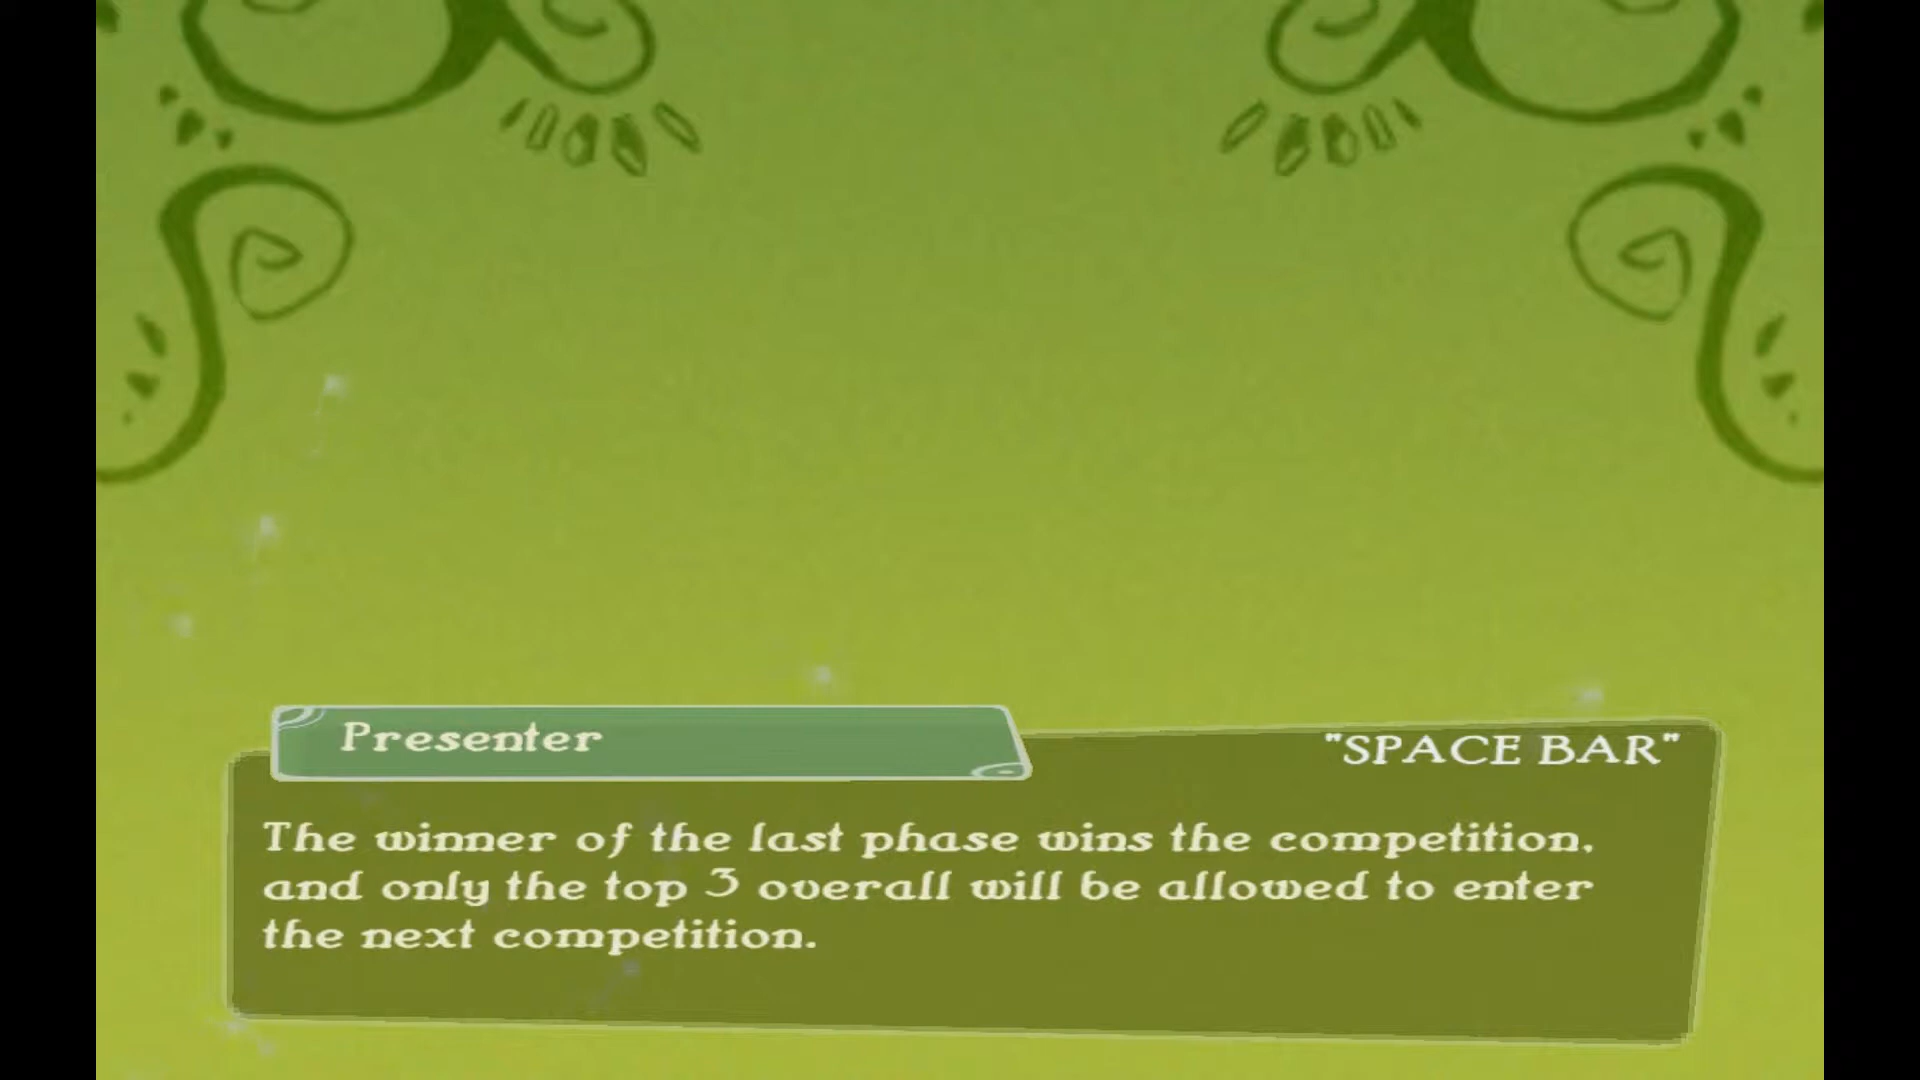 Presenter
"SPACE BAR"
The winner of the last phase wins the competition,
and only the top 3 overall will be allowed to enter
the next competition.